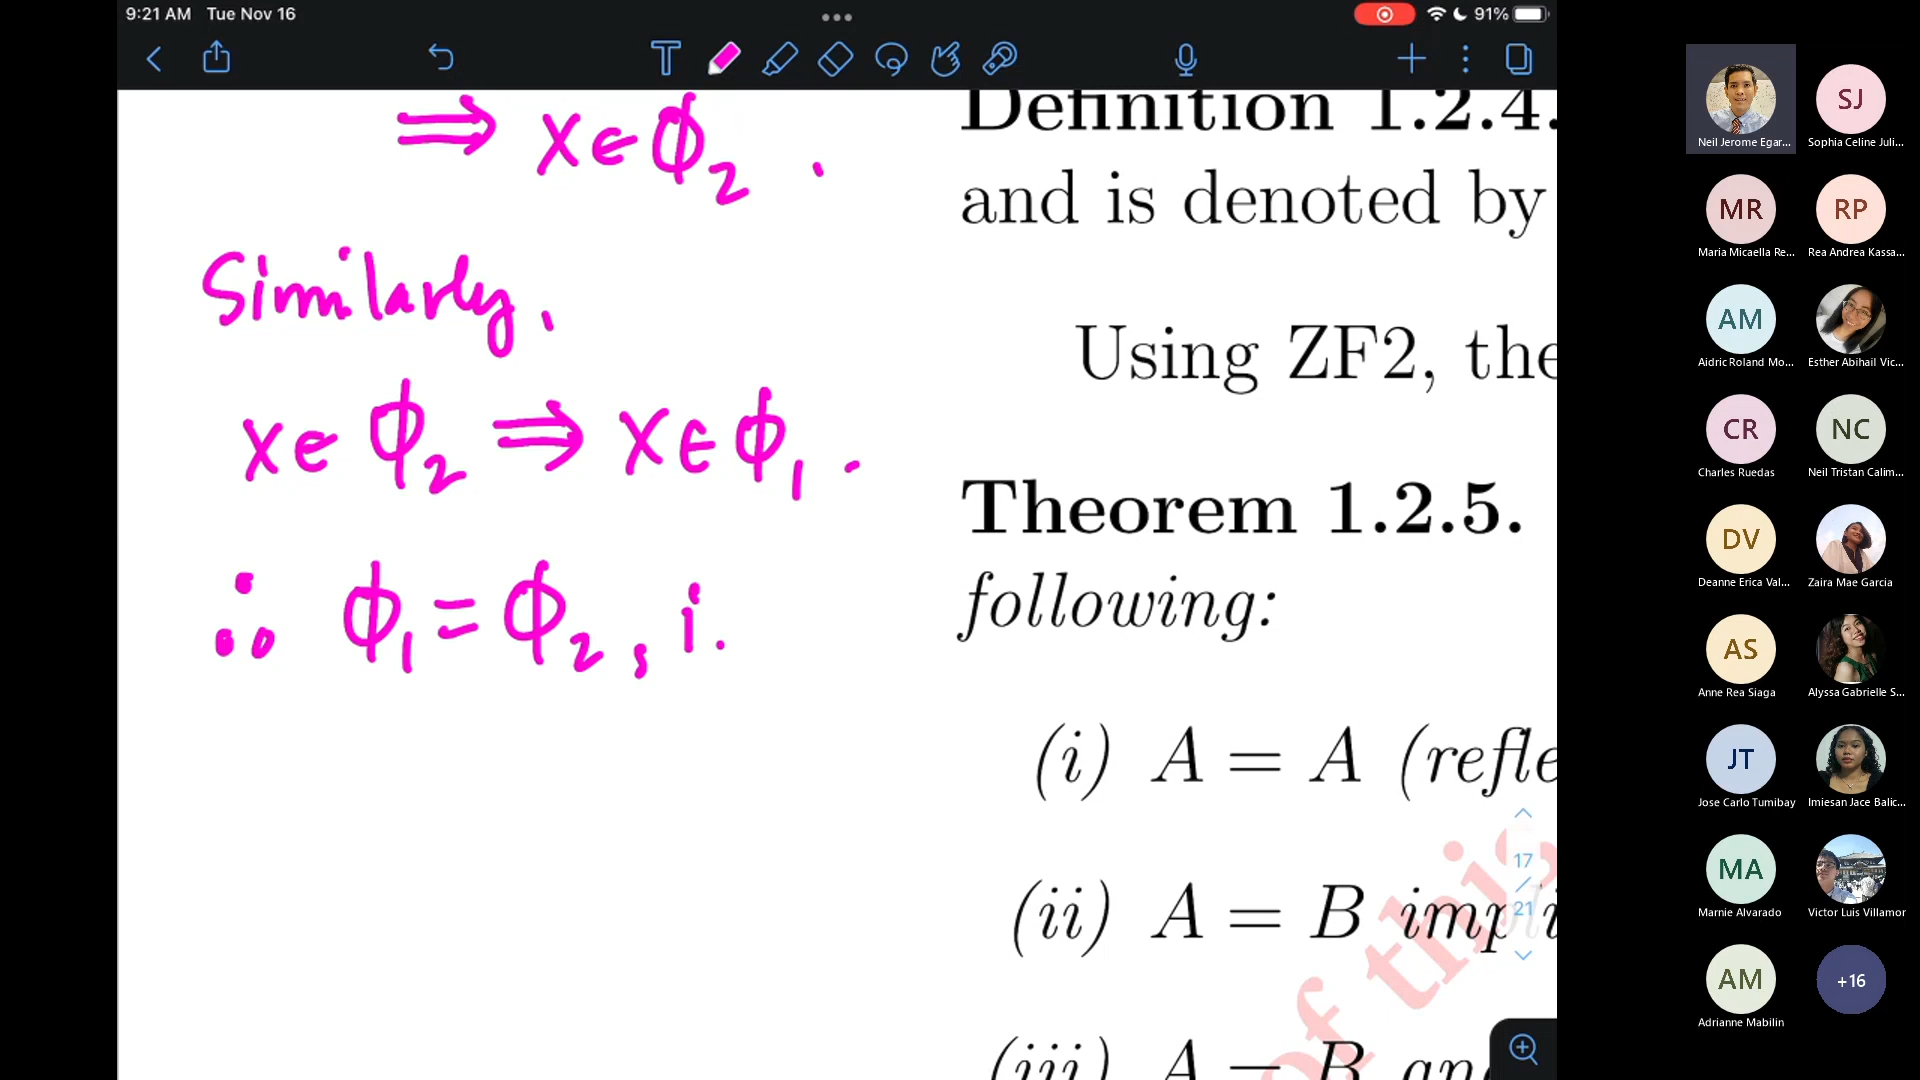 9:21 AM Tue Nov 16
91%
⟹ x∈ϕ₂ .
Similarly,
x∈ϕ₂ ⟹ x∈ϕ₁ .
∴ ϕ₁=ϕ₂, i.
Definition 1.2.4.
and is denoted by
Using ZF2, the
Theorem 1.2.5.
following:
(i) A = A (refle
(ii) A = B impli
(iii) A = B an
of this
17
21
Neil Jerome Egar...
SJ
Sophia Celine Juli...
MR
Maria Micaella Re...
RP
Rea Andrea Kassa...
AM
Aidric Roland Mo...
Esther Abihail Vic...
CR
Charles Ruedas
NC
Neil Tristan Calim...
DV
Deanne Erica Val...
Zaira Mae Garcia
AS
Anne Rea Siaga
Alyssa Gabrielle S...
JT
Jose Carlo Tumibay
Imiesan Jace Balic...
MA
Marnie Alvarado
Victor Luis Villamor
AM
Adrianne Mabilin
+16